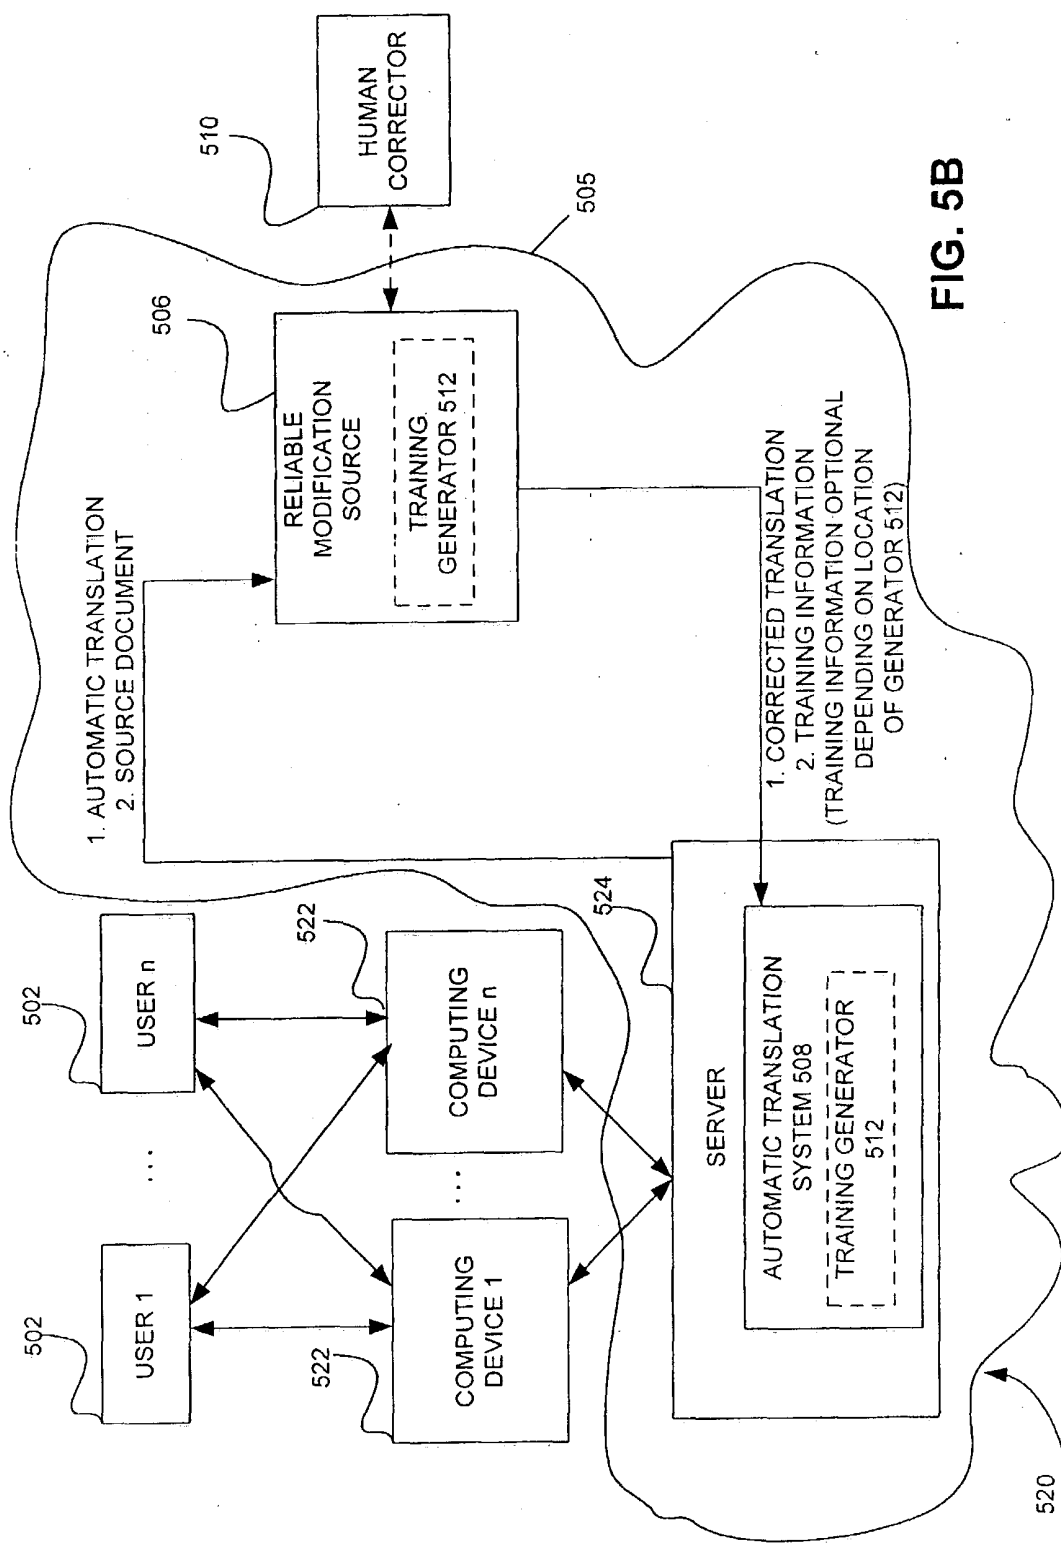 502
USER 1
...
502
USER n
522
COMPUTING
DEVICE 1
...
522
COMPUTING
DEVICE n
524
SERVER
AUTOMATIC TRANSLATION
SYSTEM 508
TRAINING GENERATOR
512
520
1. AUTOMATIC TRANSLATION
2. SOURCE DOCUMENT
506
RELIABLE
MODIFICATION
SOURCE
TRAINING
GENERATOR 512
510
HUMAN
CORRECTOR
505
1. CORRECTED TRANSLATION
2. TRAINING INFORMATION
(TRAINING INFORMATION OPTIONAL
DEPENDING ON LOCATION
OF GENERATOR 512)
FIG. 5B